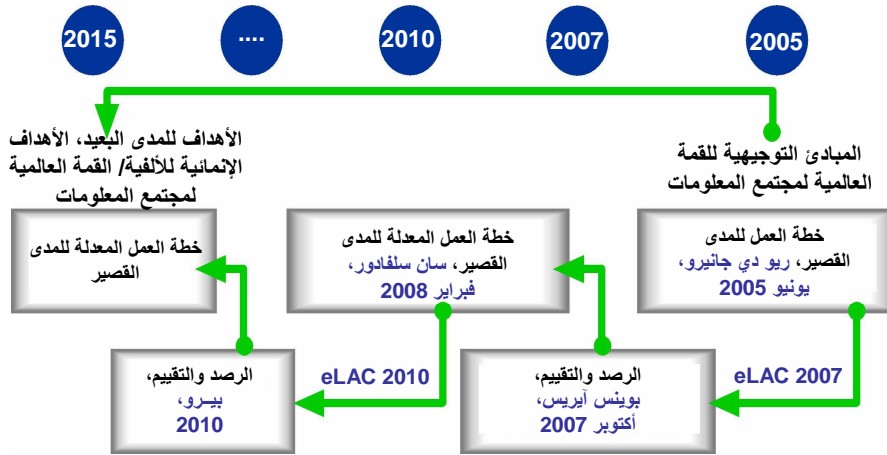 2005
2007
2010
....
2015
المبادئ التوجيهية للقمة
العالمية لمجتمع المعلومات
الأهداف للمدى البعيد، الأهداف
الإنمائية للألفية/ القمة العالمية
لمجتمع المعلومات
خطة العمل للمدى
القصير، ريو دي جانيرو،
يونيو 2005
خطة العمل المعدلة للمدى
القصير، سان سلفادور،
فبراير 2008
خطة العمل المعدلة للمدى
القصير
eLAC 2007
الرصد والتقييم،
بوينس آيريس،
أكتوبر 2007
eLAC 2010
الرصد والتقييم،
بيــرو،
2010